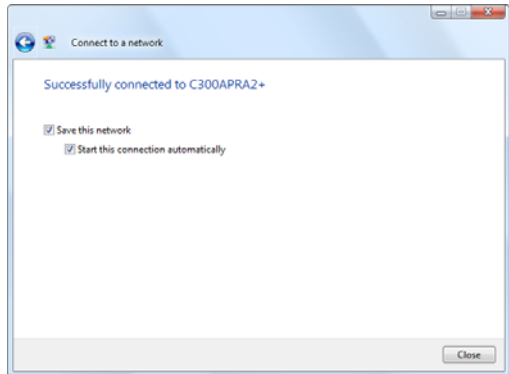 Connect to a network
Successfully connected to C300APRA2+
Save this network
Start this connection automatically
Close